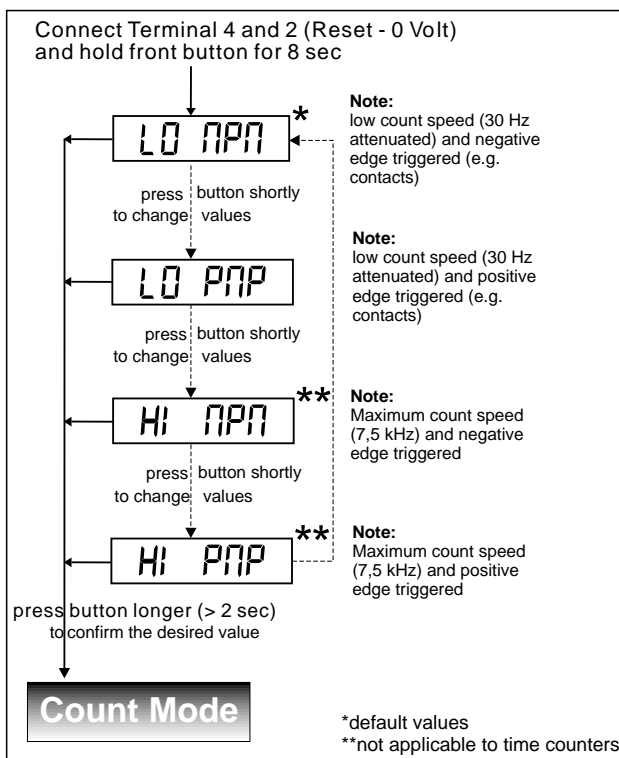 Connect Terminal 4 and 2 (Reset - 0 Volt)
and hold front button for 8 sec
LO NPN *
Note:
low count speed (30 Hz
attenuated) and negative
edge triggered (e.g.
contacts)
press button shortly
to change values
LO PNP
Note:
low count speed (30 Hz
attenuated) and positive
edge triggered (e.g.
contacts)
press button shortly
to change values
HI NPN **
Note:
Maximum count speed
(7,5 kHz) and negative
edge triggered
press button shortly
to change values
HI PNP **
Note:
Maximum count speed
(7,5 kHz) and positive
edge triggered
press button longer (> 2 sec)
to confirm the desired value
Count Mode
*default values
**not applicable to time counters